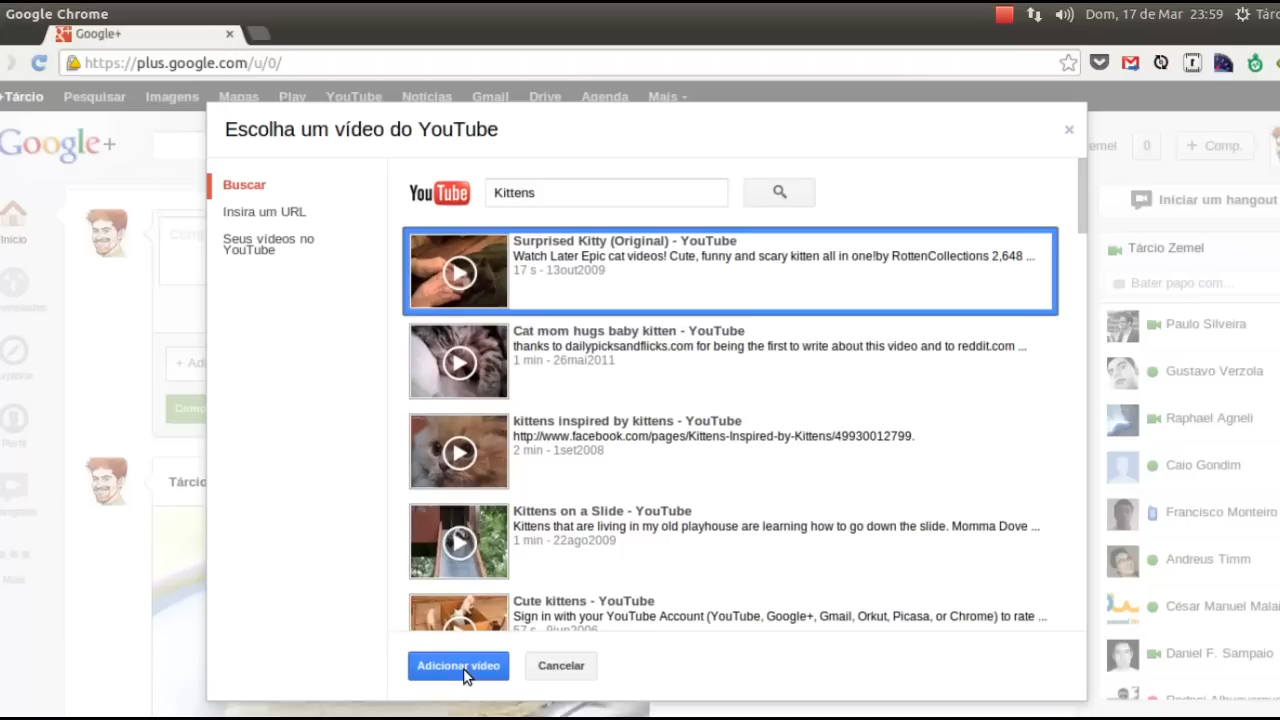 Google Chrome
Dom, 17 de Mar 23:59
Tárc
Google+
https://plus.google.com/u/0/
+Tárcio Pesquisar Imagens Mapas Play YouTube Notícias Gmail Drive Agenda Mais
Google+
0
+ Comp.
Escolha um vídeo do YouTube
Buscar
Insira um URL
Seus vídeos no
YouTube
YouTube
Kittens
Surprised Kitty (Original) - YouTube
Watch Later Epic cat videos! Cute, funny and scary kitten all in one!by RottenCollections 2,648 ...
17 s - 13out2009
Cat mom hugs baby kitten - YouTube
thanks to dailypicksandflicks.com for being the first to write about this video and to reddit.com ...
1 min - 26mai2011
kittens inspired by kittens - YouTube
http://www.facebook.com/pages/Kittens-Inspired-by-Kittens/49930012799.
2 min - 1set2008
Kittens on a Slide - YouTube
Kittens that are living in my old playhouse are learning how to go down the slide. Momma Dove ...
1 min - 22ago2009
Cute kittens - YouTube
Sign in with your YouTube Account (YouTube, Google+, Gmail, Orkut, Picasa, or Chrome) to rate ...
57 s - 9jun2006
Adicionar vídeo
Cancelar
Início
Perfil
Mais
Tárcio
Iniciar um hangout
Tárcio Zemel
Bater papo com...
Paulo Silveira
Gustavo Verzola
Raphael Agneli
Caio Gondim
Francisco Monteiro
Andreus Timm
César Manuel Malai
Daniel F. Sampaio